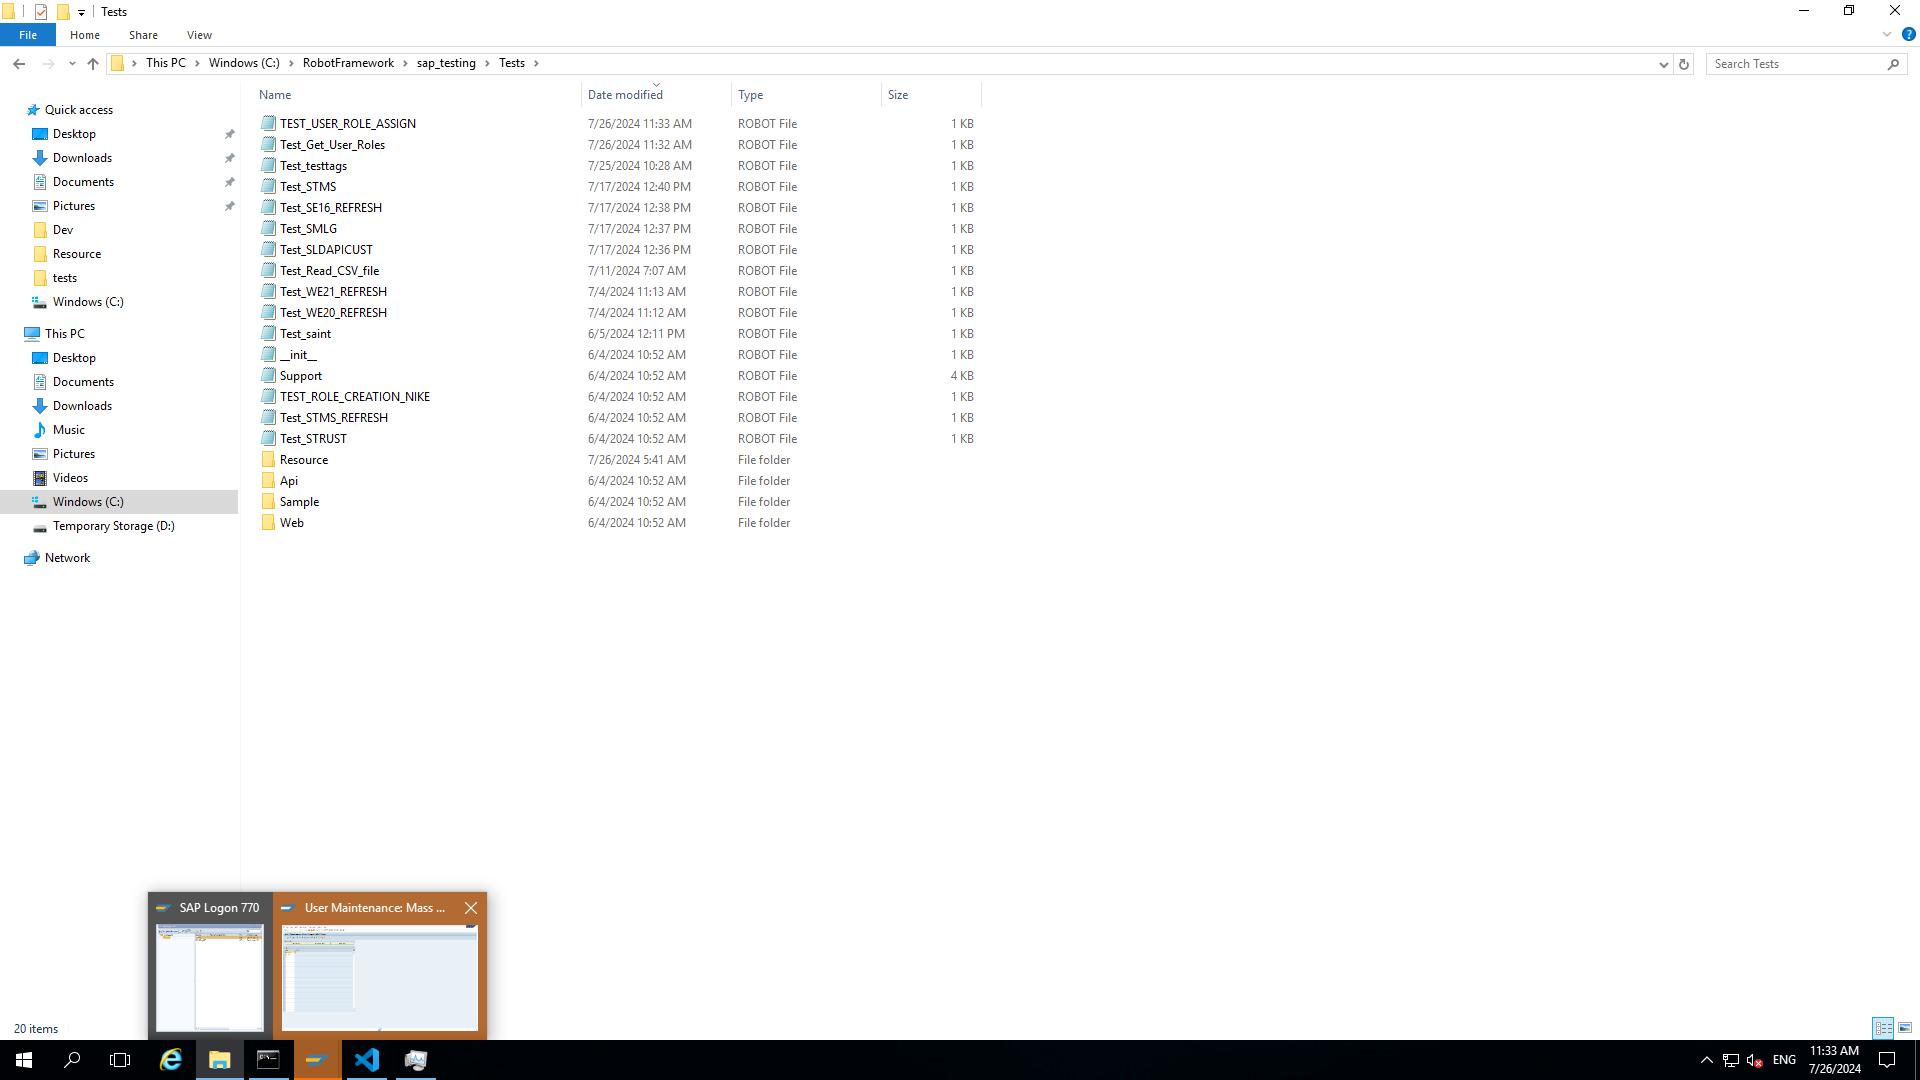 Tests
File Home Share View
This PC Windows (C:) RobotFramework sap_testing Tests
Search Tests
Name Date modified Type Size
Quick access
Desktop
Downloads
Documents
Pictures
Dev
Resource
tests
Windows (C:)
This PC
Desktop
Documents
Downloads
Music
Pictures
Videos
Windows (C:)
Temporary Storage (D:)
Network
TEST_USER_ROLE_ASSIGN 7/26/2024 11:33 AM ROBOT File 1 KB
Test_Get_User_Roles 7/26/2024 11:32 AM ROBOT File 1 KB
Test_testtags 7/25/2024 10:28 AM ROBOT File 1 KB
Test_STMS 7/17/2024 12:40 PM ROBOT File 1 KB
Test_SE16_REFRESH 7/17/2024 12:38 PM ROBOT File 1 KB
Test_SMLG 7/17/2024 12:37 PM ROBOT File 1 KB
Test_SLDAPICUST 7/17/2024 12:36 PM ROBOT File 1 KB
Test_Read_CSV_file 7/11/2024 7:07 AM ROBOT File 1 KB
Test_WE21_REFRESH 7/4/2024 11:13 AM ROBOT File 1 KB
Test_WE20_REFRESH 7/4/2024 11:12 AM ROBOT File 1 KB
Test_saint 6/5/2024 12:11 PM ROBOT File 1 KB
__init__ 6/4/2024 10:52 AM ROBOT File 1 KB
Support 6/4/2024 10:52 AM ROBOT File 4 KB
TEST_ROLE_CREATION_NIKE 6/4/2024 10:52 AM ROBOT File 1 KB
Test_STMS_REFRESH 6/4/2024 10:52 AM ROBOT File 1 KB
Test_STRUST 6/4/2024 10:52 AM ROBOT File 1 KB
Resource 7/26/2024 5:41 AM File folder
Api 6/4/2024 10:52 AM File folder
Sample 6/4/2024 10:52 AM File folder
Web 6/4/2024 10:52 AM File folder
SAP Logon 770
User Maintenance: Mass ...
20 items
ENG
11:33 AM
7/26/2024